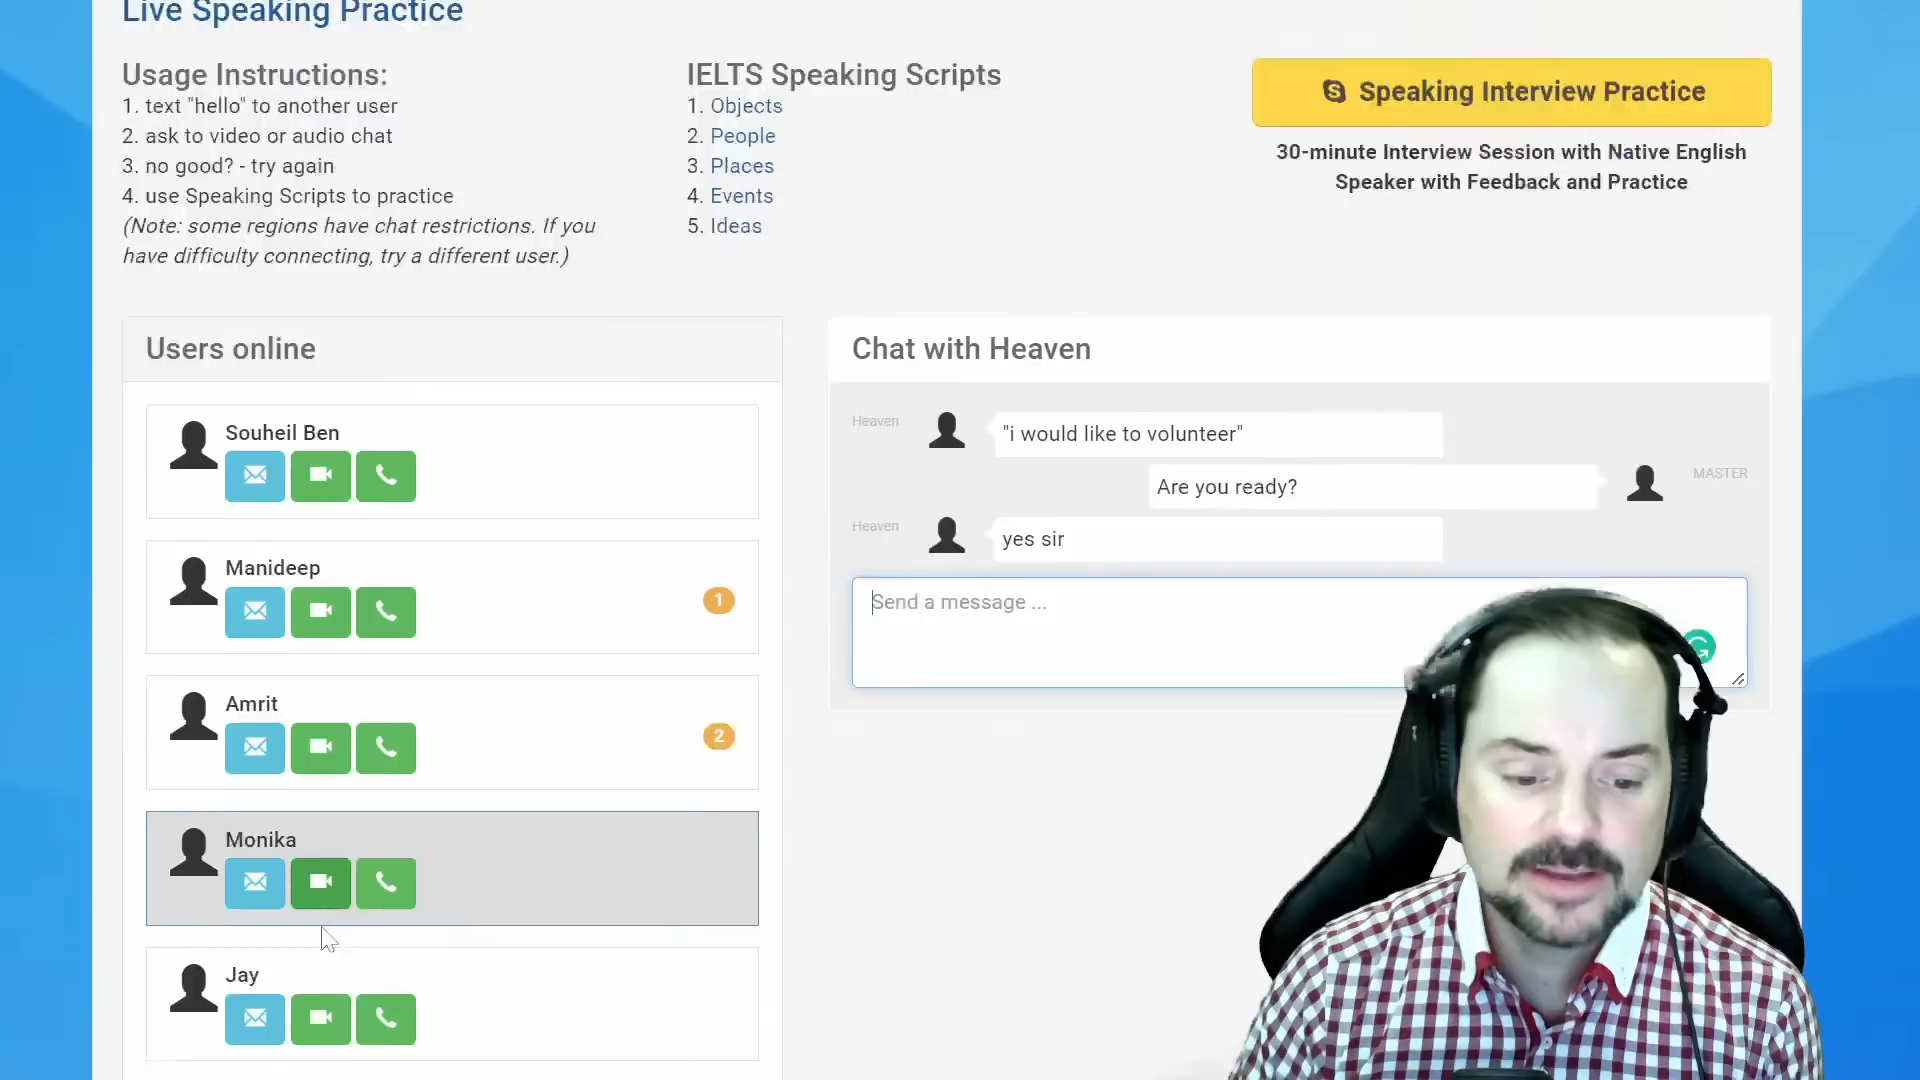 Live Speaking Practice
Usage Instructions:
1. text "hello" to another user
2. ask to video or audio chat
3. no good? - try again
4. use Speaking Scripts to practice
(Note: some regions have chat restrictions. If you
have difficulty connecting, try a different user.)
IELTS Speaking Scripts
1. Objects
2. People
3. Places
4. Events
5. Ideas
Speaking Interview Practice
30-minute Interview Session with Native English
Speaker with Feedback and Practice
Users online
Souheil Ben
Manideep
1
Amrit
2
Monika
Jay
Chat with Heaven
Heaven
"i would like to volunteer"
Are you ready?
MASTER
Heaven
yes sir
Send a message ...